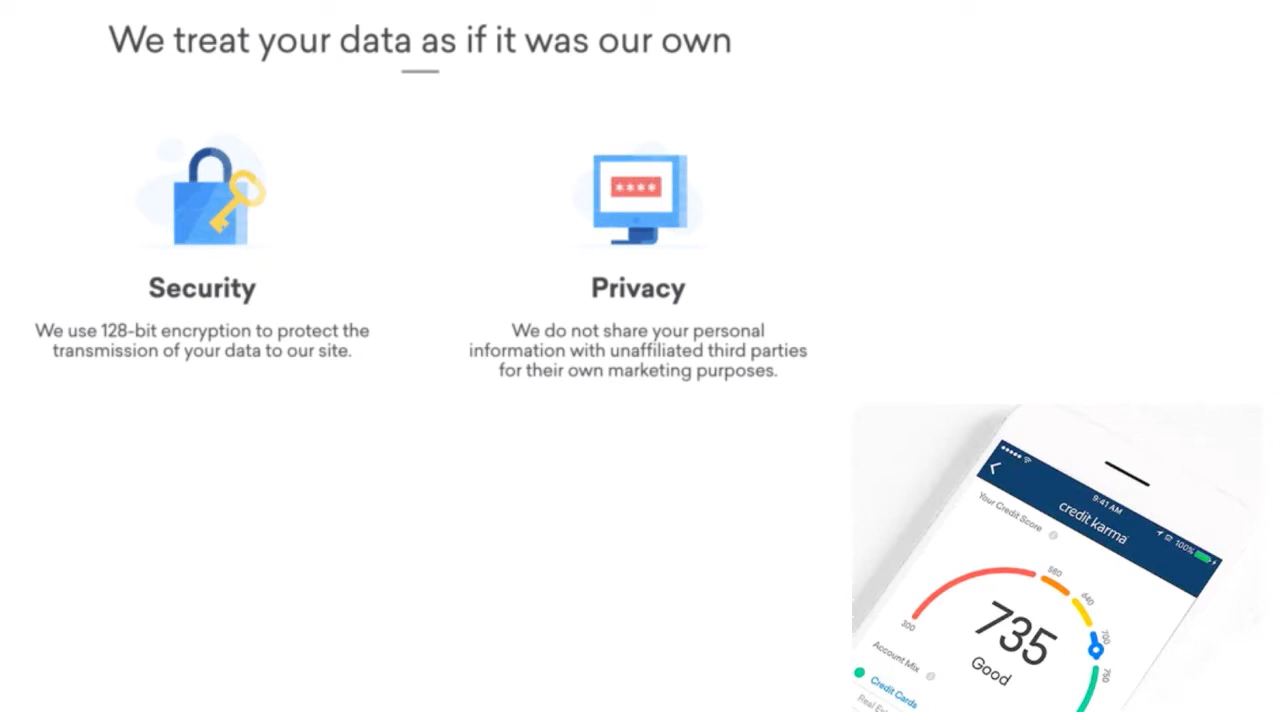 We treat your data as if it was our own
Security
We use 128-bit encryption to protect the
transmission of your data to our site.
Privacy
****
We do not share your personal
information with unaffiliated third parties
for their own marketing purposes.
9:41 AM
100%
credit karma
Your Credit Score
300
560
640
700
750
735
Good
Account Mix
Credit Cards